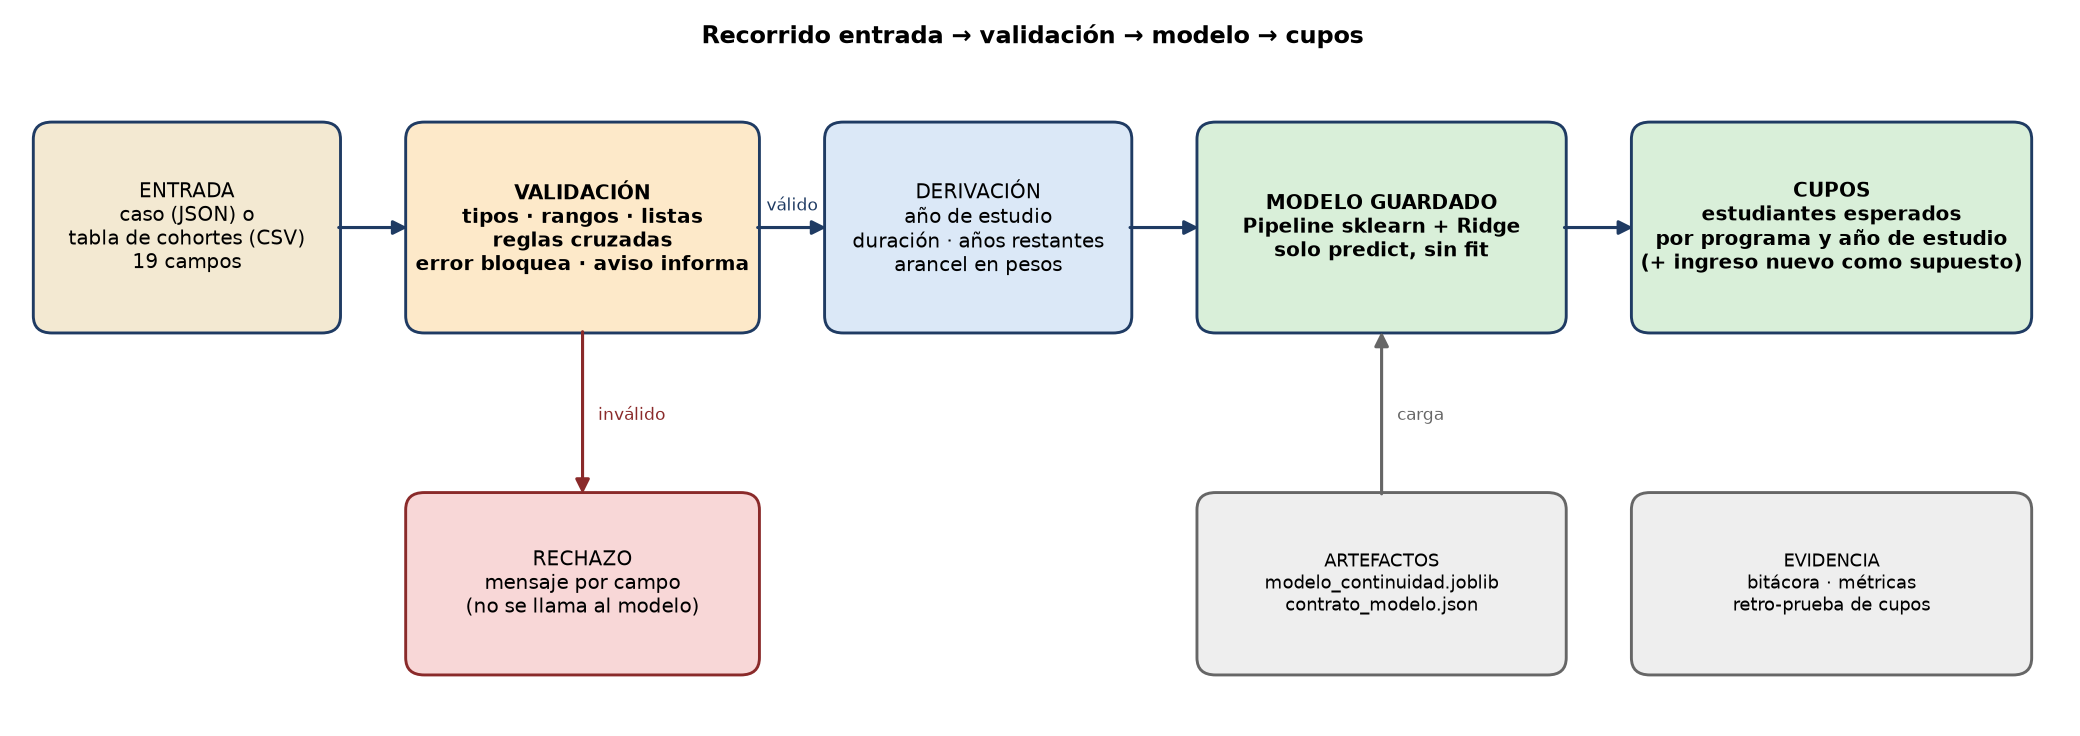 Recorrido entrada → validación → modelo → cupos
ENTRADA
caso (JSON) o
tabla de cohortes (CSV)
19 campos
VALIDACIÓN
tipos · rangos · listas
reglas cruzadas
error bloquea · aviso informa
válido
DERIVACIÓN
año de estudio
duración · años restantes
arancel en pesos
MODELO GUARDADO
Pipeline sklearn + Ridge
solo predict, sin fit
CUPOS
estudiantes esperados
por programa y año de estudio
(+ ingreso nuevo como supuesto)
inválido
carga
RECHAZO
mensaje por campo
(no se llama al modelo)
ARTEFACTOS
modelo_continuidad.joblib
contrato_modelo.json
EVIDENCIA
bitácora · métricas
retro-prueba de cupos